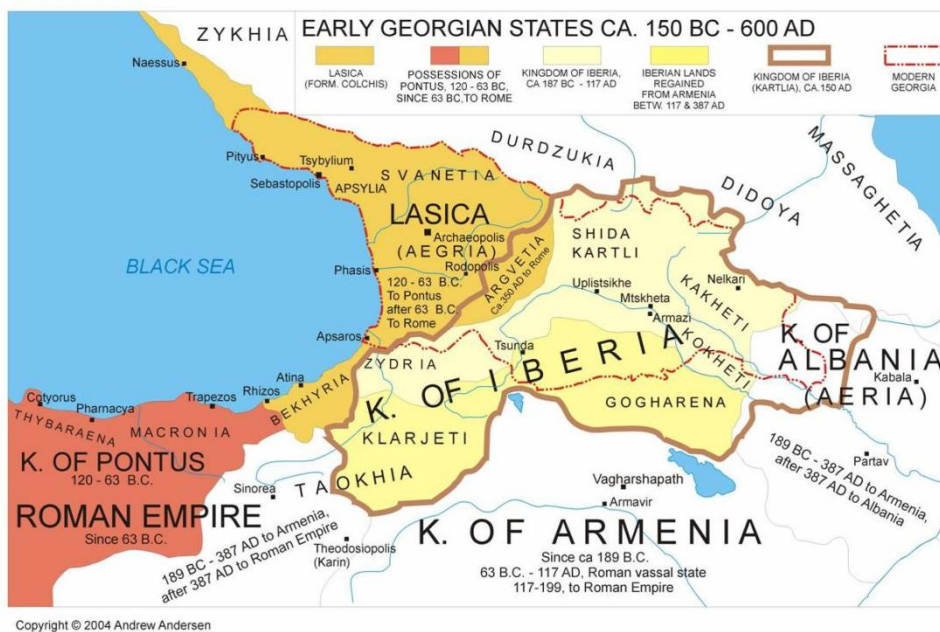 EARLY GEORGIAN STATES CA. 150 BC - 600 AD
LASICA
(FORM. COLCHIS)
POSSESSIONS OF
PONTUS, 120 - 63 BC,
SINCE 63 BC,TO ROME
KINGDOM OF IBERIA,
CA 187 BC - 117 AD
IBERIAN LANDS
REGAINED
FROM ARMENIA
BETW. 117 & 387 AD
KINGDOM OF IBERIA
(KARTLIA), CA.150 AD
MODERN
GEORGIA
ZYKHIA
Naessus
DURDZUKIA
MASSAGHETIA
DIDOYA
Pityus
Tsybylium
Sebastopolis
APSYLIA
SVANETIA
LASICA
(AEGRIA)
Archaeopolis
Rodopolis
Phasis
120 - 63 B.C.
To Pontus
after 63 B.C.
To Rome
ARGVETIA
Ca.350 AD to Rome
SHIDA
KARTLI
Uplistsikhe
Mtskheta
Armazi
Nelkari
KAKHETI
KOKHETI
BLACK SEA
Apsaros
ZYDRIA
Tsunda
K. OF IBERIA
K. OF
ALBANIA
(AERIA)
Kabala
Atina
Rhizos
BEKHYRIA
Trapezos
Cotyorus
Pharnacya
THYBARAENA
MACRONIA
GOGHARENA
KLARJETI
TAOKHIA
K. OF PONTUS
120 - 63 B.C.
ROMAN EMPIRE
Since 63 B.C.
Sinorea
189 BC - 387 AD to Armenia,
after 387 AD to Roman Empire
Theodosiopolis
(Karin)
Vagharshapath
Armavir
K. OF ARMENIA
Since ca 189 B.C.
63 B.C. - 117 AD, Roman vassal state
117-199, to Roman Empire
189 BC - 387 AD to Armenia,
after 387 AD to Albania
Partav
Copyright © 2004 Andrew Andersen